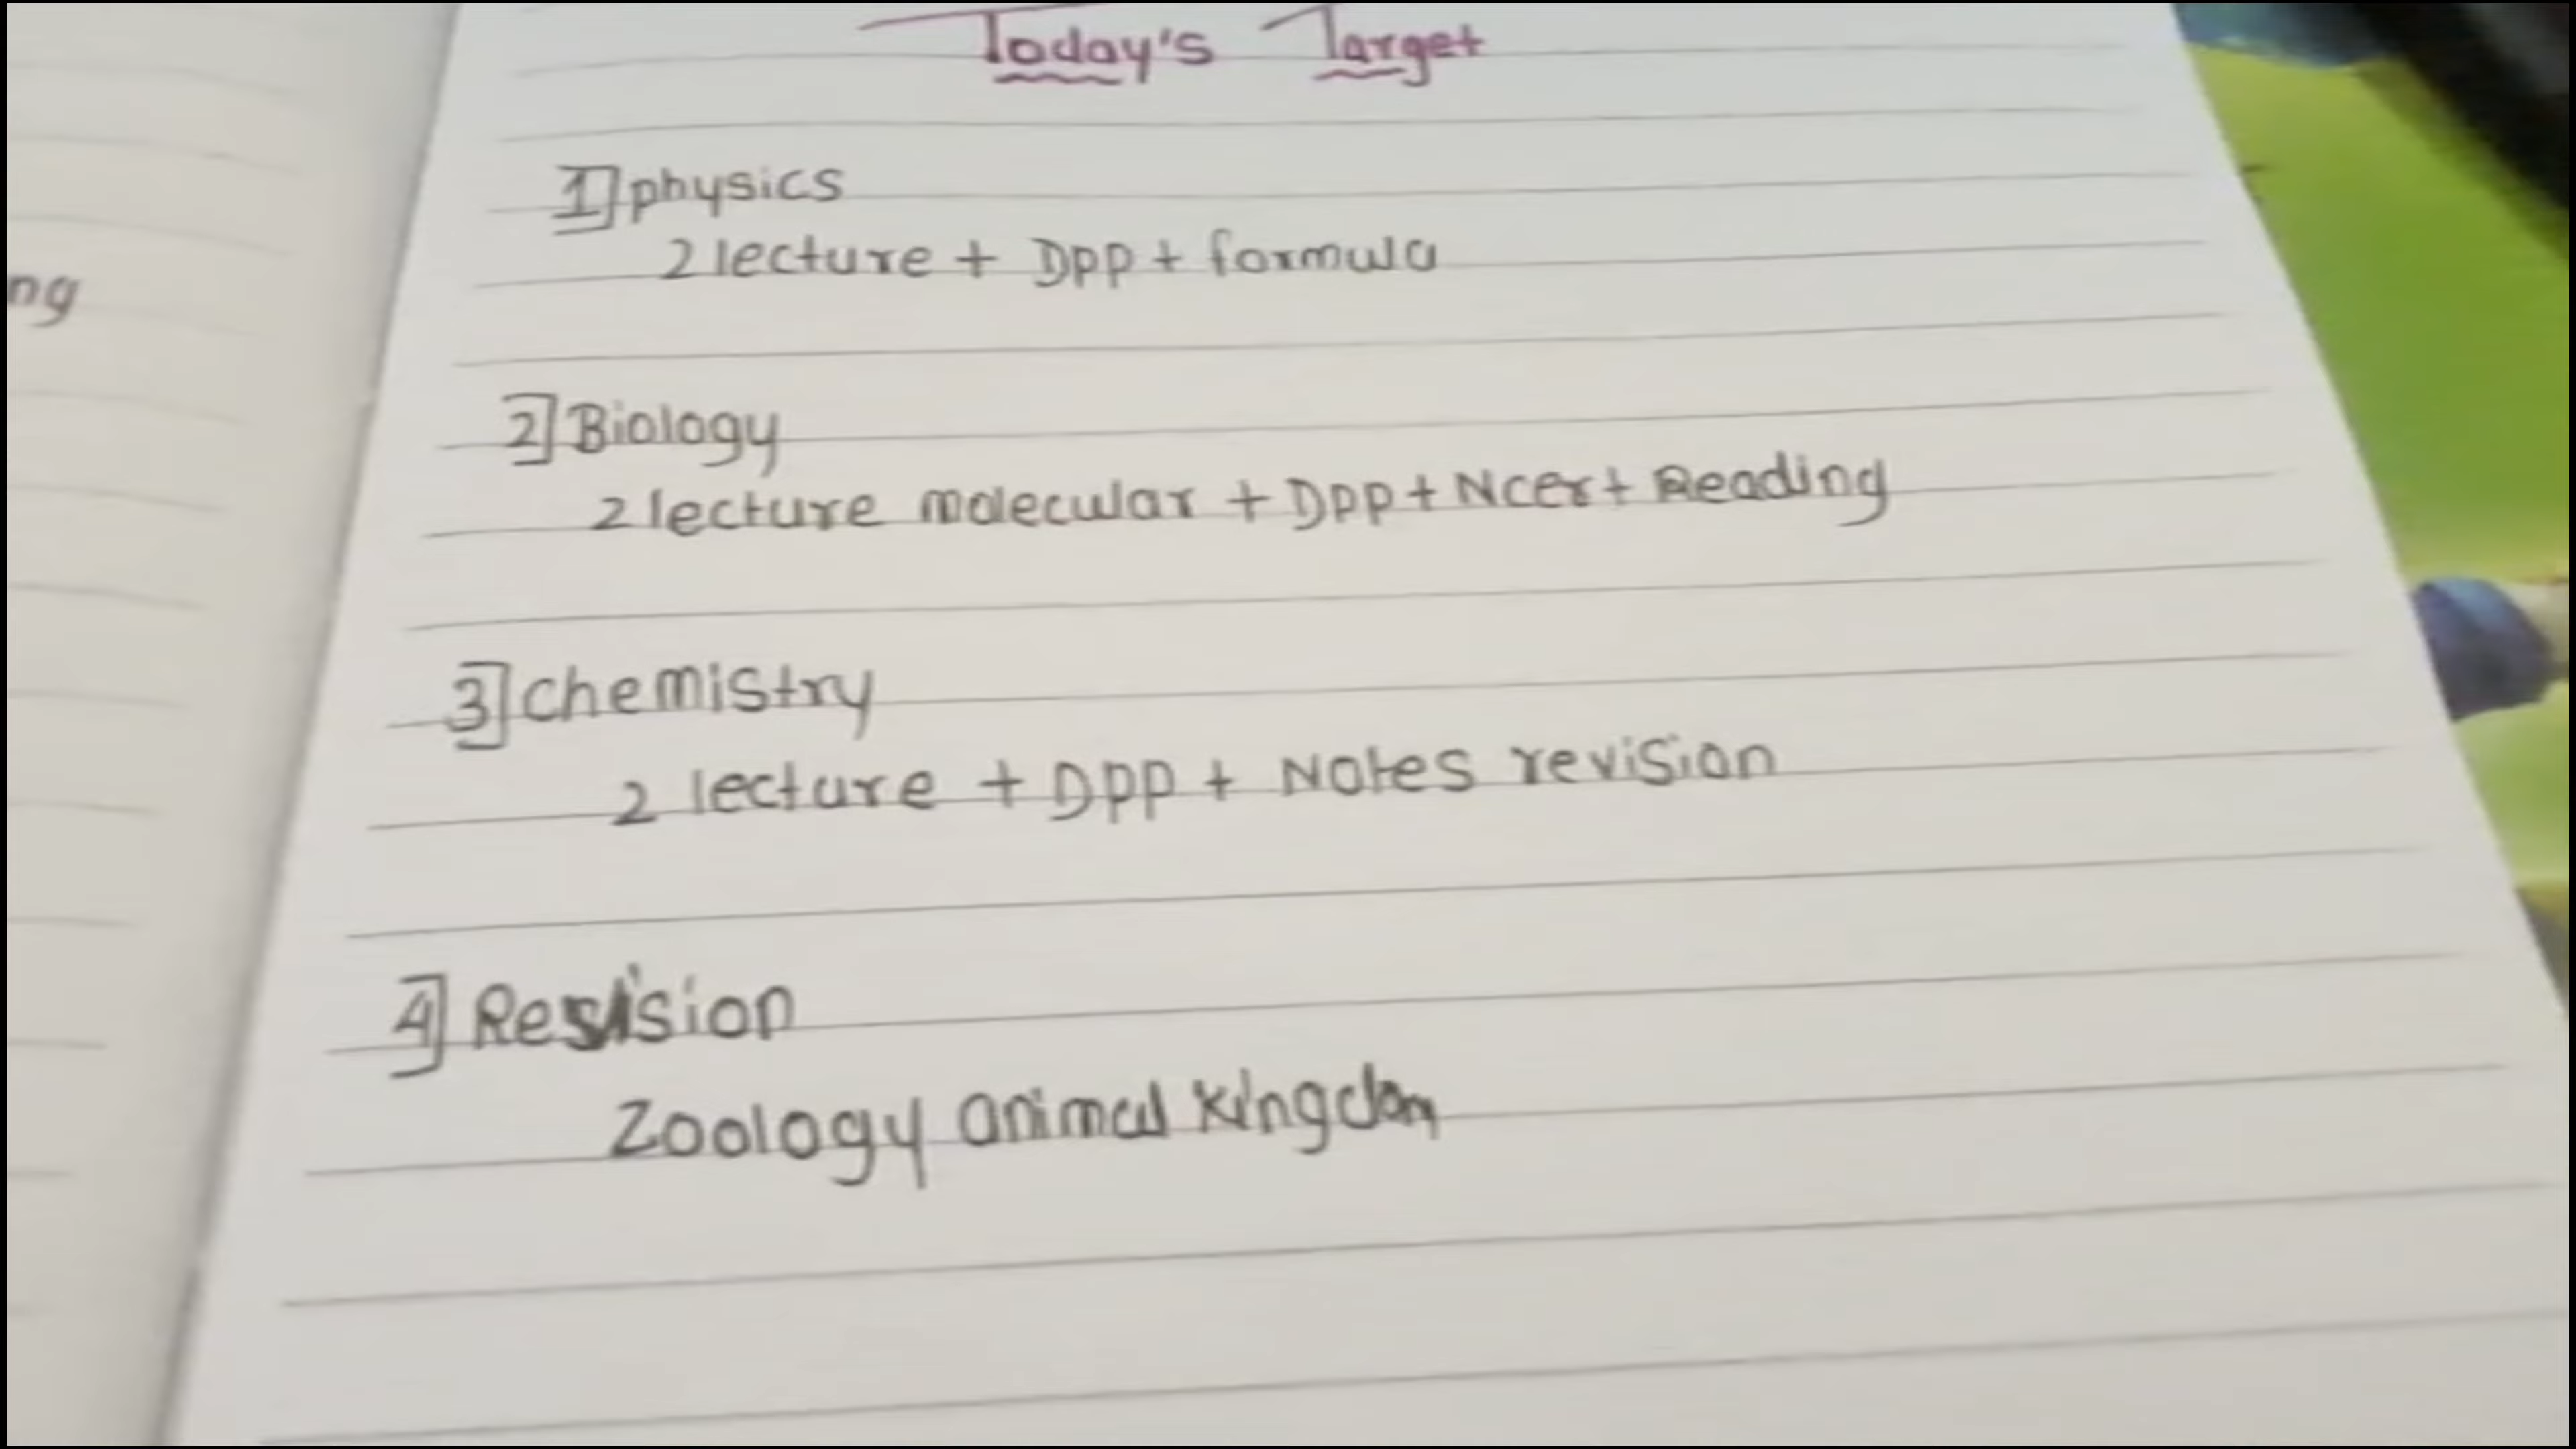 Today's Target
1] physics
2 lecture + Dpp + formula
ng
2] Biology
2 lecture molecular + Dpp + Ncert Reading
3] chemistry
2 lecture + Dpp + Notes revision
4] Revision
Zoology animal kingdom